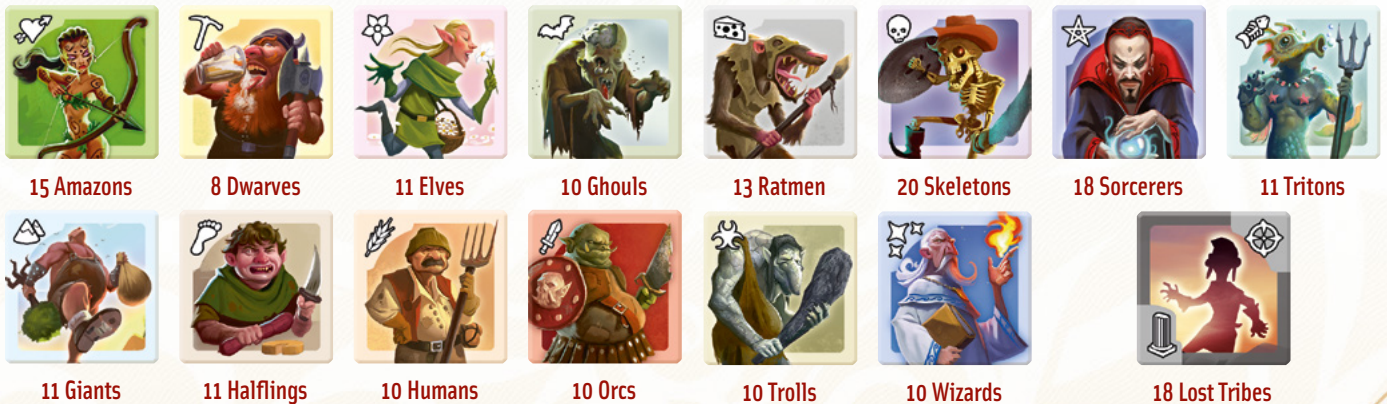 15 Amazons
8 Dwarves
11 Elves
10 Ghouls
13 Ratmen
20 Skeletons
18 Sorcerers
11 Tritons
11 Giants
11 Halflings
10 Humans
10 Orcs
10 Trolls
10 Wizards
18 Lost Tribes